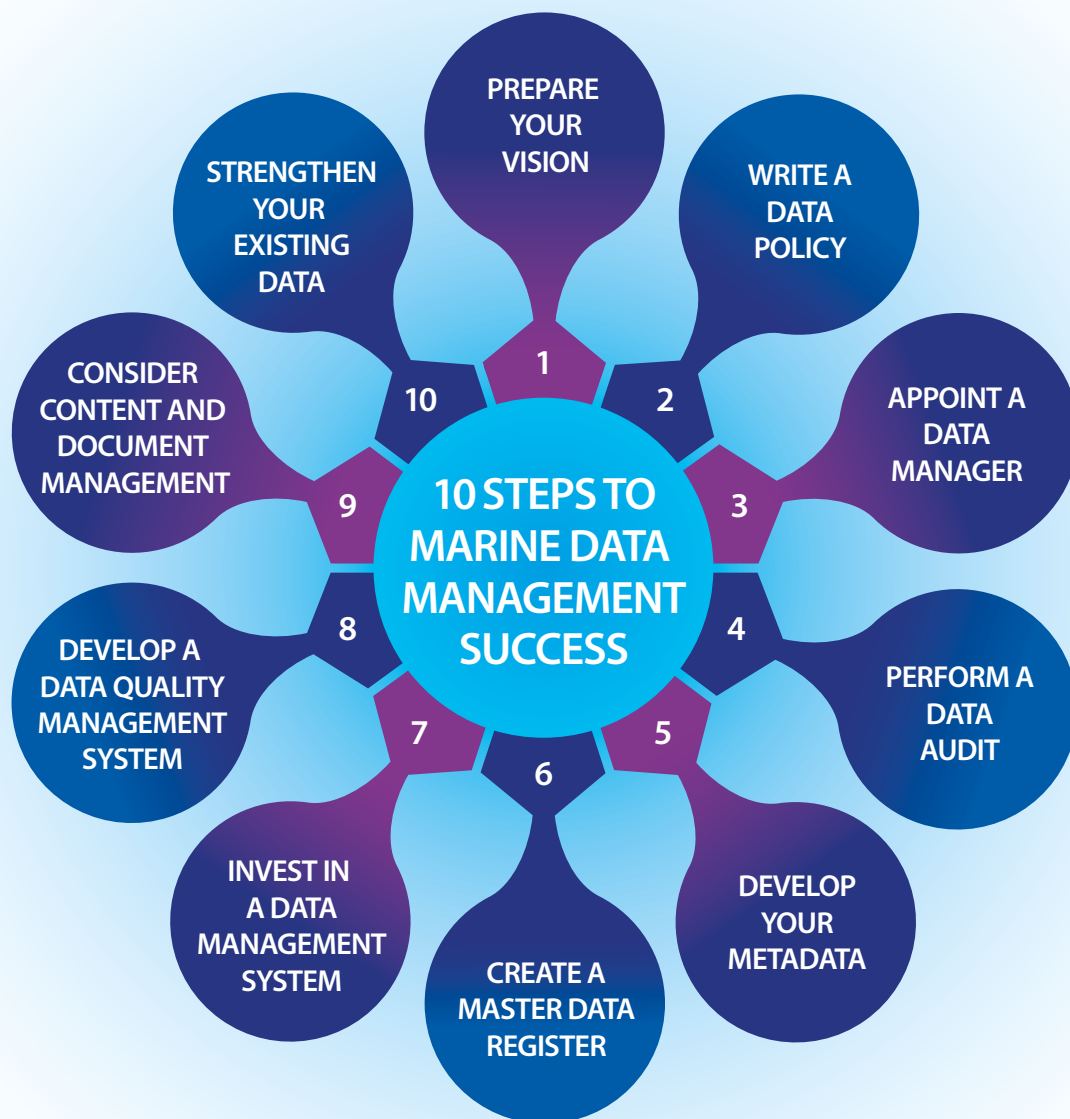 10 STEPS TO
MARINE DATA
MANAGEMENT
SUCCESS
1
PREPARE
YOUR
VISION
2
WRITE A
DATA
POLICY
3
APPOINT A
DATA
MANAGER
4
PERFORM A
DATA
AUDIT
5
DEVELOP
YOUR
METADATA
6
CREATE A
MASTER DATA
REGISTER
7
INVEST IN
A DATA
MANAGEMENT
SYSTEM
8
DEVELOP A
DATA QUALITY
MANAGEMENT
SYSTEM
9
CONSIDER
CONTENT AND
DOCUMENT
MANAGEMENT
10
STRENGTHEN
YOUR
EXISTING
DATA